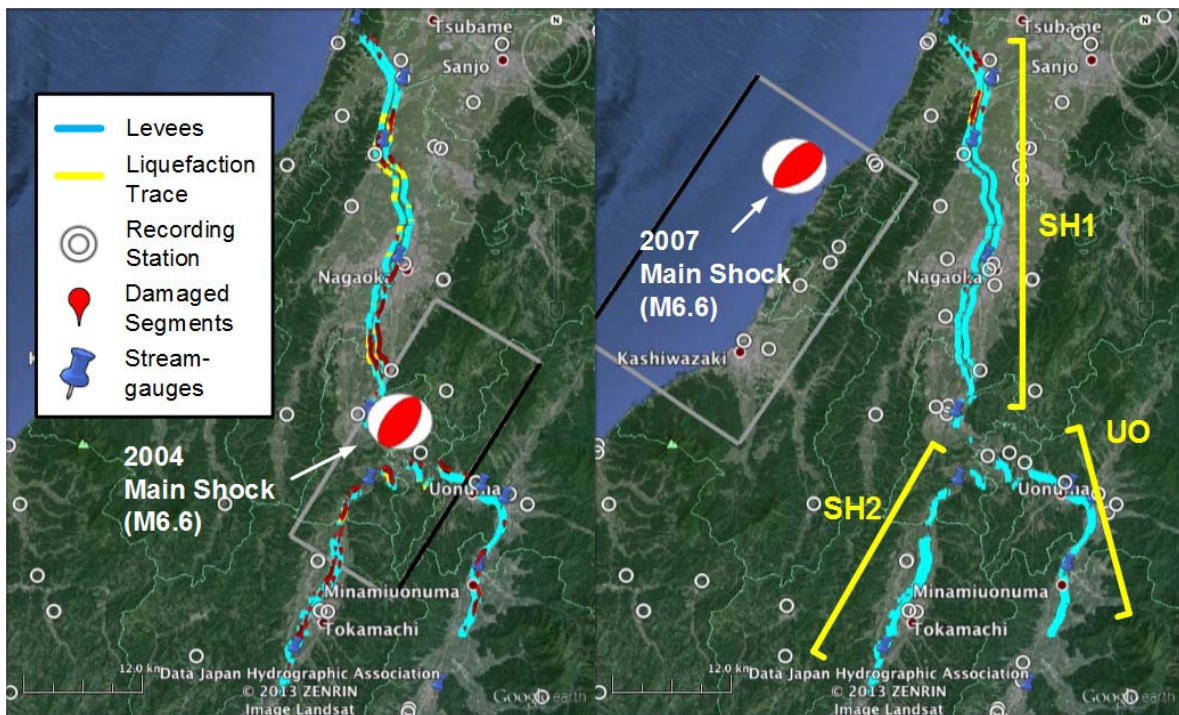 Tsubame
Sanjo
Levees
Liquefaction
Trace
Recording
Station
Damaged
Segments
Stream-
gauges
Nagaoka
2004
Main Shock
(M6.6)
Uonuma
Minamiuonuma
Tokamachi
12.0 km
Data Japan Hydrographic Association
© 2013 ZENRIN
Image Landsat
Google earth
N
Tsubame
Sanjo
2007
Main Shock
(M6.6)
SH1
Nagaoka
Kashiwazaki
UO
SH2
Uonuma
Minamiuonuma
Tokamachi
12.0 km
Data Japan Hydrographic Association
© 2013 ZENRIN
Image Landsat
Google earth
N